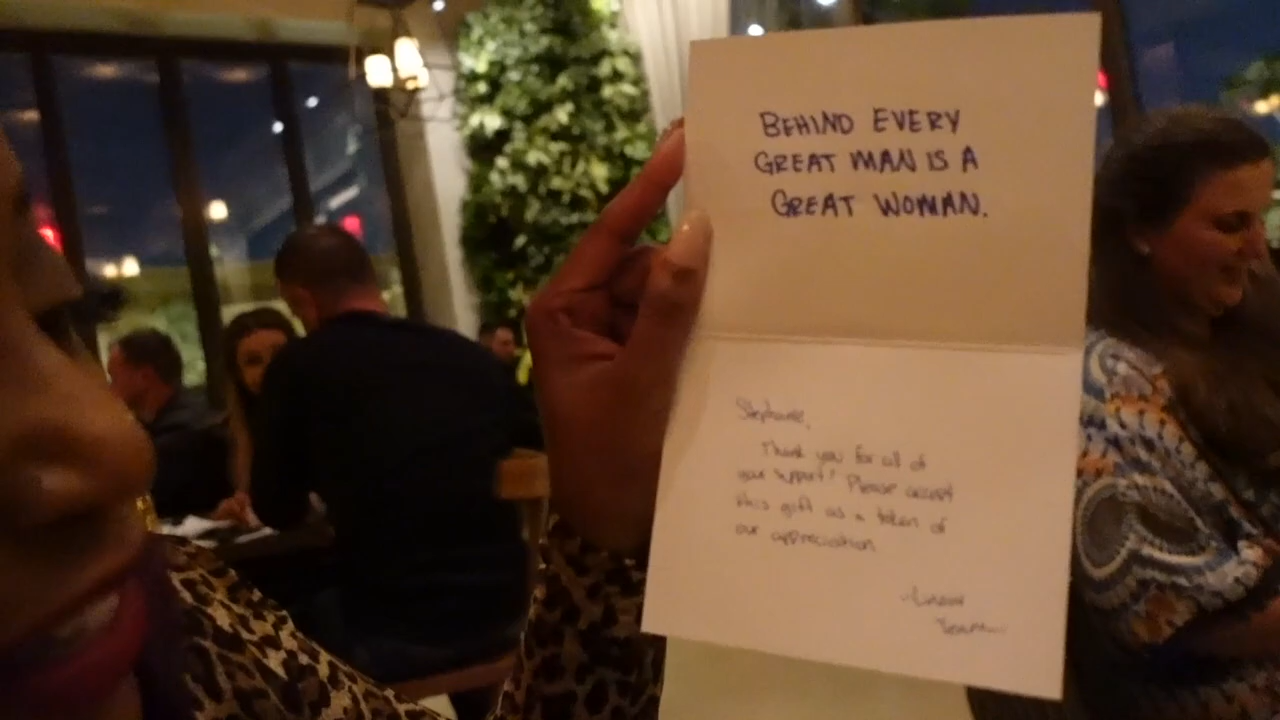 BEHIND EVERY
GREAT MAN IS A
GREAT WOMAN.
Stephanie,
Thank you for all of
your support! Please accept
this gift as a token of
our appreciation